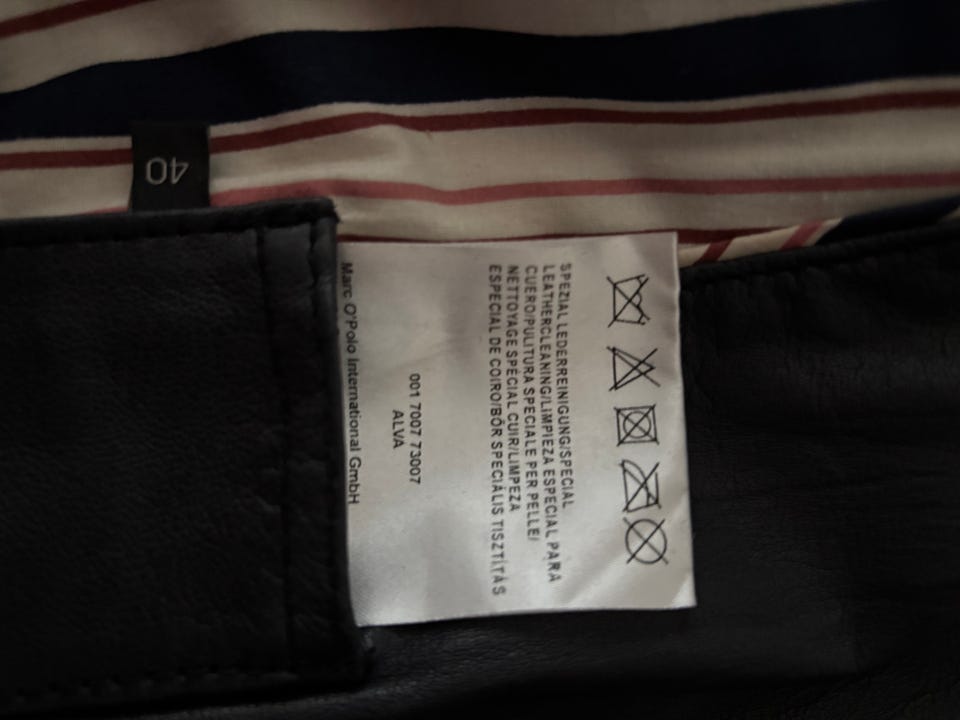 40
SPEZIAL LEDERREINIGUNG/SPECIAL
LEATHERCLEANING/LIMPIEZA ESPECIAL PARA
CUERO/PULITURA SPECIALE PER PELLE/
NETTOYAGE SPÉCIAL CUIR/LIMPEZA
ESPECIAL DE COIRO/BŐR SPECIÁLIS TISZTÍTÁS
001 7007 73007
ALVA
Marc O'Polo International GmbH